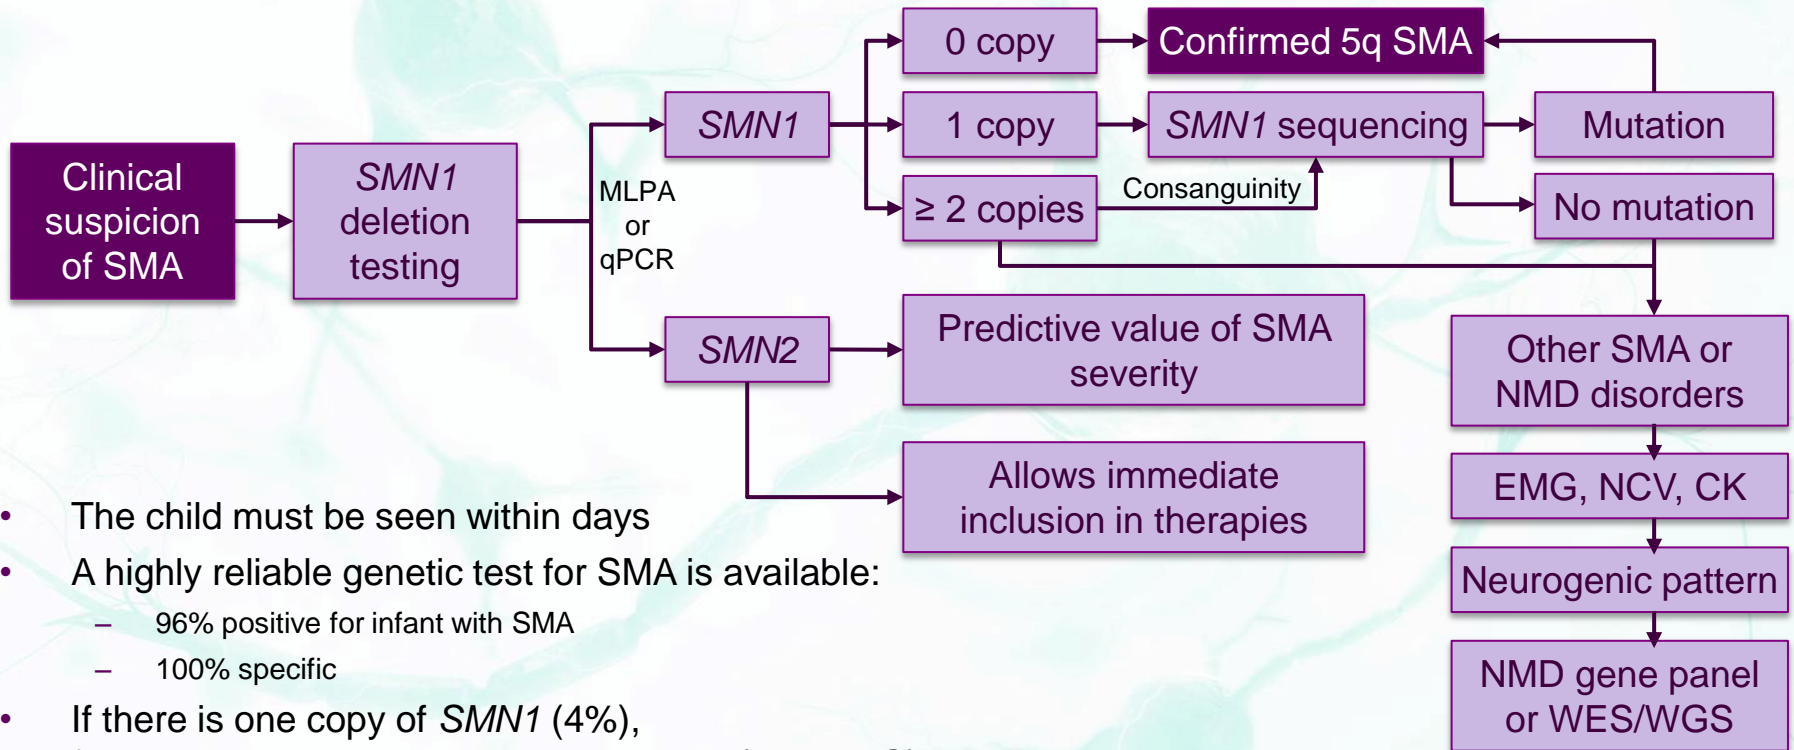 Clinical
suspicion
of SMA
SMN1
deletion
testing
MLPA
or
qPCR
SMN1
0 copy
Confirmed 5q SMA
1 copy
SMN1 sequencing
Mutation
≥ 2 copies
Consanguinity
No mutation
SMN2
Predictive value of SMA
severity
Allows immediate
inclusion in therapies
Other SMA or
NMD disorders
EMG, NCV, CK
Neurogenic pattern
NMD gene panel
or WES/WGS
• The child must be seen within days
• A highly reliable genetic test for SMA is available:
– 96% positive for infant with SMA
– 100% specific
• If there is one copy of SMN1 (4%),